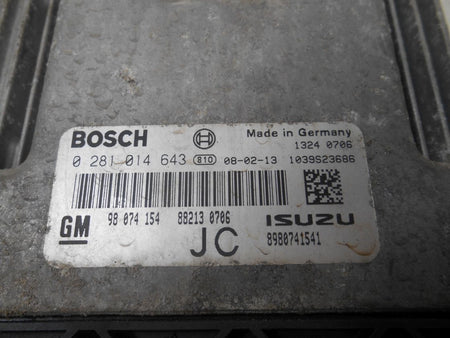 BOSCH Made in Germany
1324 0706
0 281 014 643 810 08-02-13 1039S23686
GM 98 074 154 88213 0706 ISUZU
JC 8980741541